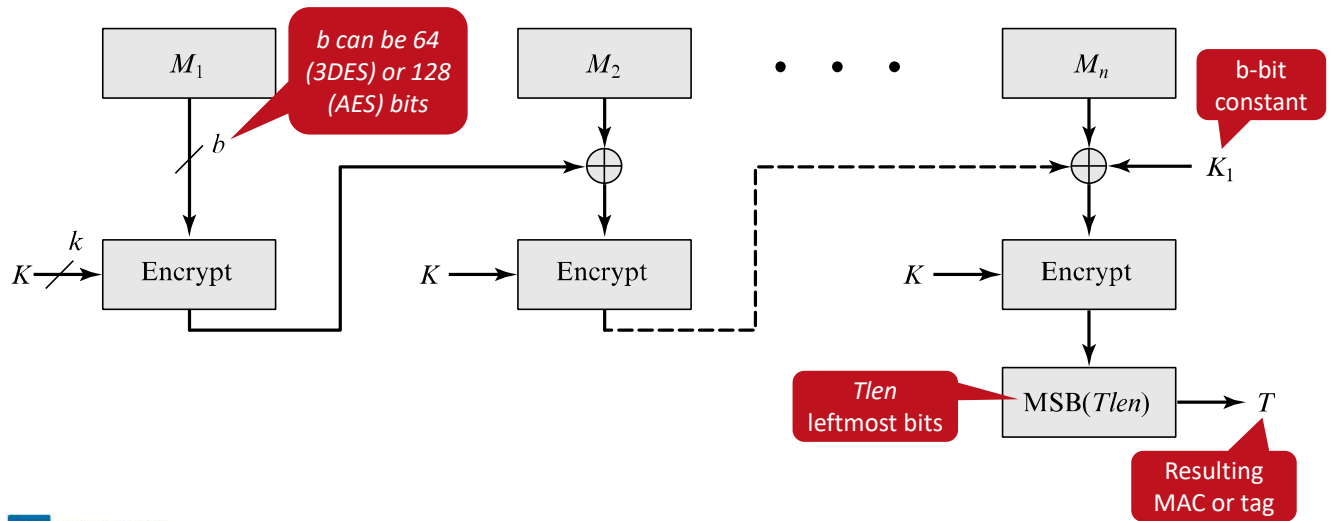 M1
b can be 64
(3DES) or 128
(AES) bits
M2
• • •
Mn
b-bit
constant
b
K1
k
K
Encrypt
K
Encrypt
K
Encrypt
Tlen
leftmost bits
MSB(Tlen)
T
Resulting
MAC or tag